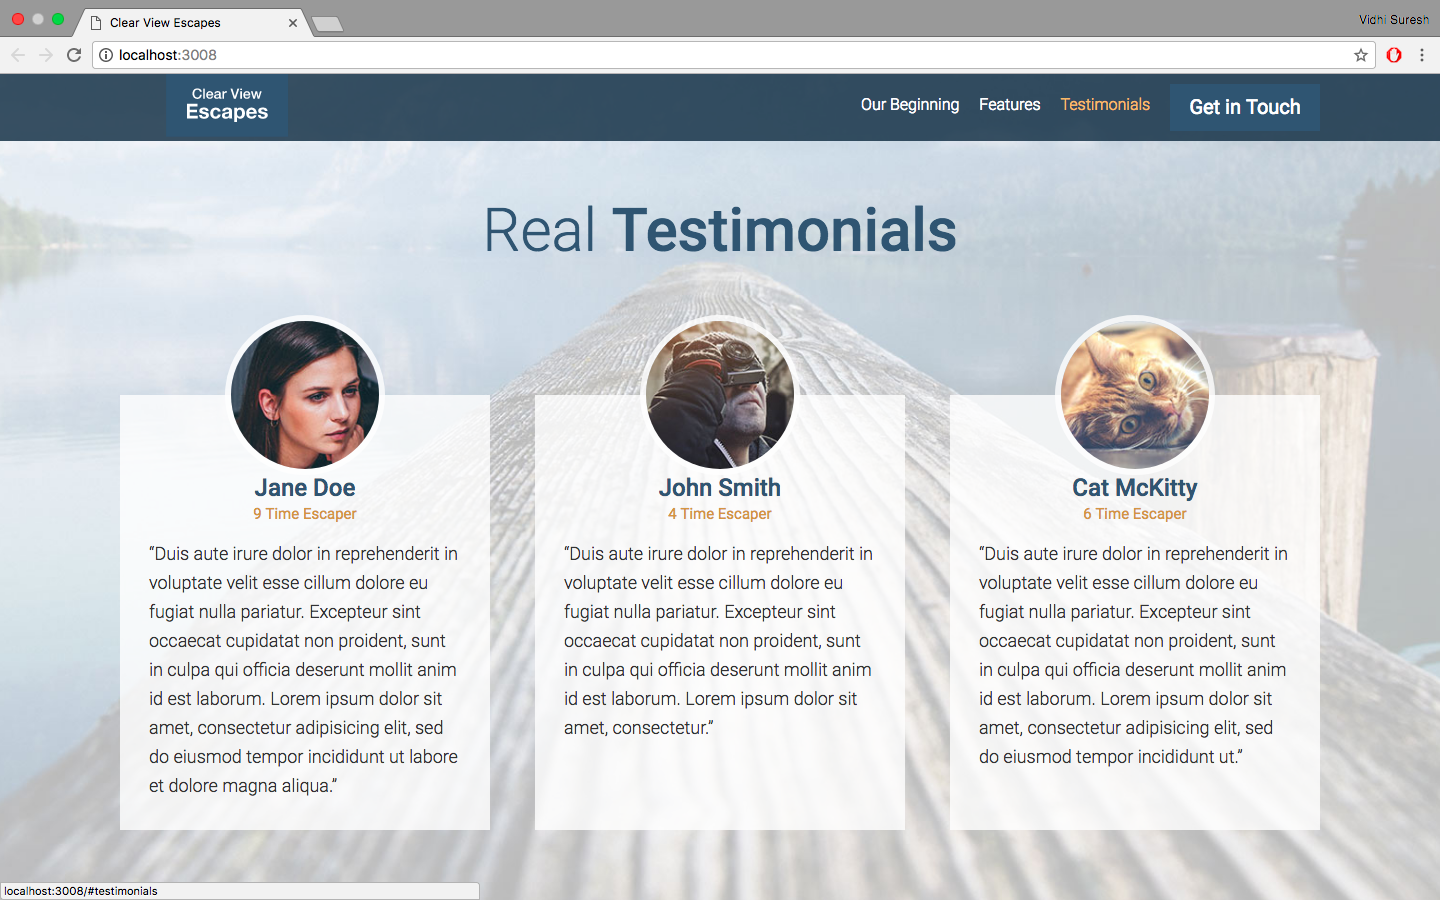 Clear View Escapes
Vidhi Suresh
localhost:3008
Clear View
Escapes
Our Beginning
Features
Testimonials
Get in Touch
Real Testimonials
Jane Doe
9 Time Escaper
“Duis aute irure dolor in reprehenderit in
voluptate velit esse cillum dolore eu
fugiat nulla pariatur. Excepteur sint
occaecat cupidatat non proident, sunt
in culpa qui officia deserunt mollit anim
id est laborum. Lorem ipsum dolor sit
amet, consectetur adipisicing elit, sed
do eiusmod tempor incididunt ut labore
et dolore magna aliqua.”
John Smith
4 Time Escaper
“Duis aute irure dolor in reprehenderit in
voluptate velit esse cillum dolore eu
fugiat nulla pariatur. Excepteur sint
occaecat cupidatat non proident, sunt
in culpa qui officia deserunt mollit anim
id est laborum. Lorem ipsum dolor sit
amet, consectetur.”
Cat McKitty
6 Time Escaper
“Duis aute irure dolor in reprehenderit in
voluptate velit esse cillum dolore eu
fugiat nulla pariatur. Excepteur sint
occaecat cupidatat non proident, sunt
in culpa qui officia deserunt mollit anim
id est laborum. Lorem ipsum dolor sit
amet, consectetur adipisicing elit, sed
do eiusmod tempor incididunt ut.”
localhost:3008/#testimonials